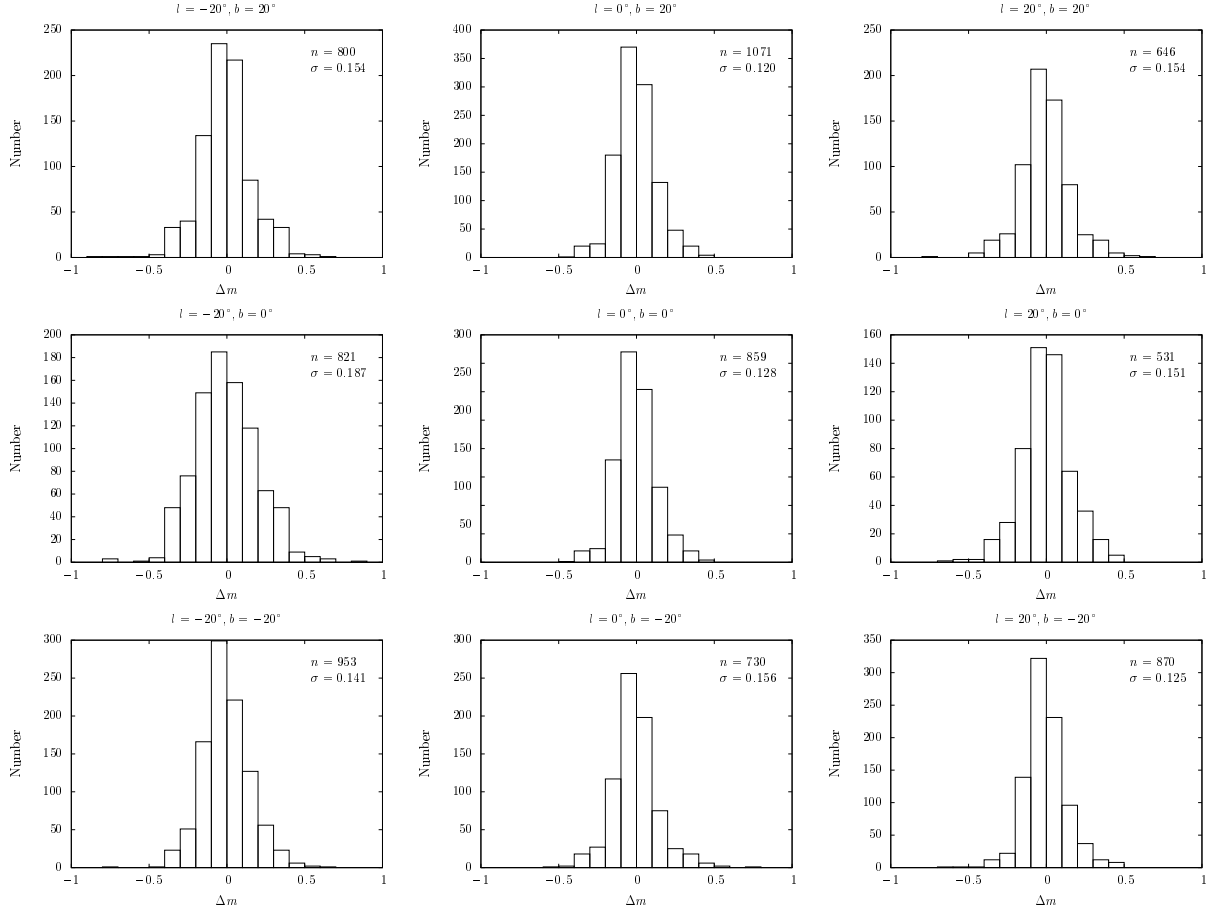 l = −20°, b = 20°
250
200
150
100
50
0
Number
n = 800
σ = 0.154
−1 −0.5 0 0.5 1
Δm
l = 0°, b = 20°
400
350
300
250
200
150
100
50
0
Number
n = 1071
σ = 0.120
−1 −0.5 0 0.5 1
Δm
l = 20°, b = 20°
250
200
150
100
50
0
Number
n = 646
σ = 0.154
−1 −0.5 0 0.5 1
Δm
l = −20°, b = 0°
200
180
160
140
120
100
80
60
40
20
0
Number
n = 821
σ = 0.187
−1 −0.5 0 0.5 1
Δm
l = 0°, b = 0°
300
250
200
150
100
50
0
Number
n = 859
σ = 0.128
−1 −0.5 0 0.5 1
Δm
l = 20°, b = 0°
160
140
120
100
80
60
40
20
0
Number
n = 531
σ = 0.151
−1 −0.5 0 0.5 1
Δm
l = −20°, b = −20°
300
250
200
150
100
50
0
Number
n = 953
σ = 0.141
−1 −0.5 0 0.5 1
Δm
l = 0°, b = −20°
300
250
200
150
100
50
0
Number
n = 730
σ = 0.156
−1 −0.5 0 0.5 1
Δm
l = 20°, b = −20°
350
300
250
200
150
100
50
0
Number
n = 870
σ = 0.125
−1 −0.5 0 0.5 1
Δm